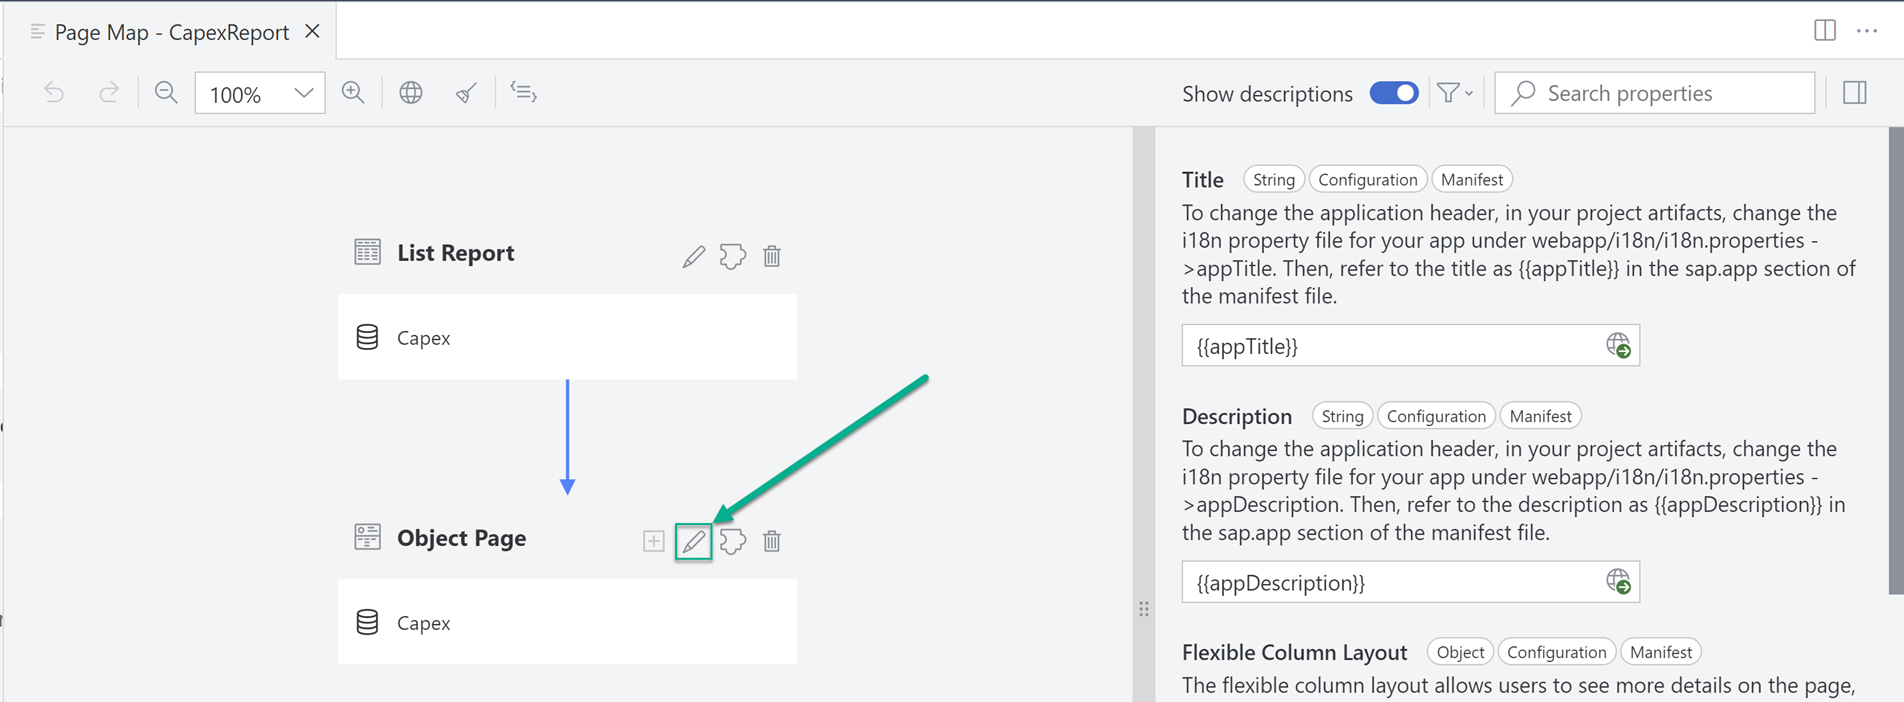 Page Map - CapexReport
100%
Show descriptions
Search properties
List Report
Capex
Object Page
Capex
Title String Configuration Manifest
To change the application header, in your project artifacts, change the
i18n property file for your app under webapp/i18n/i18n.properties -
>appTitle. Then, refer to the title as {{appTitle}} in the sap.app section of
the manifest file.
{{appTitle}}
Description String Configuration Manifest
To change the application header, in your project artifacts, change the
i18n property file for your app under webapp/i18n/i18n.properties -
>appDescription. Then, refer to the description as {{appDescription}} in
the sap.app section of the manifest file.
{{appDescription}}
Flexible Column Layout Object Configuration Manifest
The flexible column layout allows users to see more details on the page,